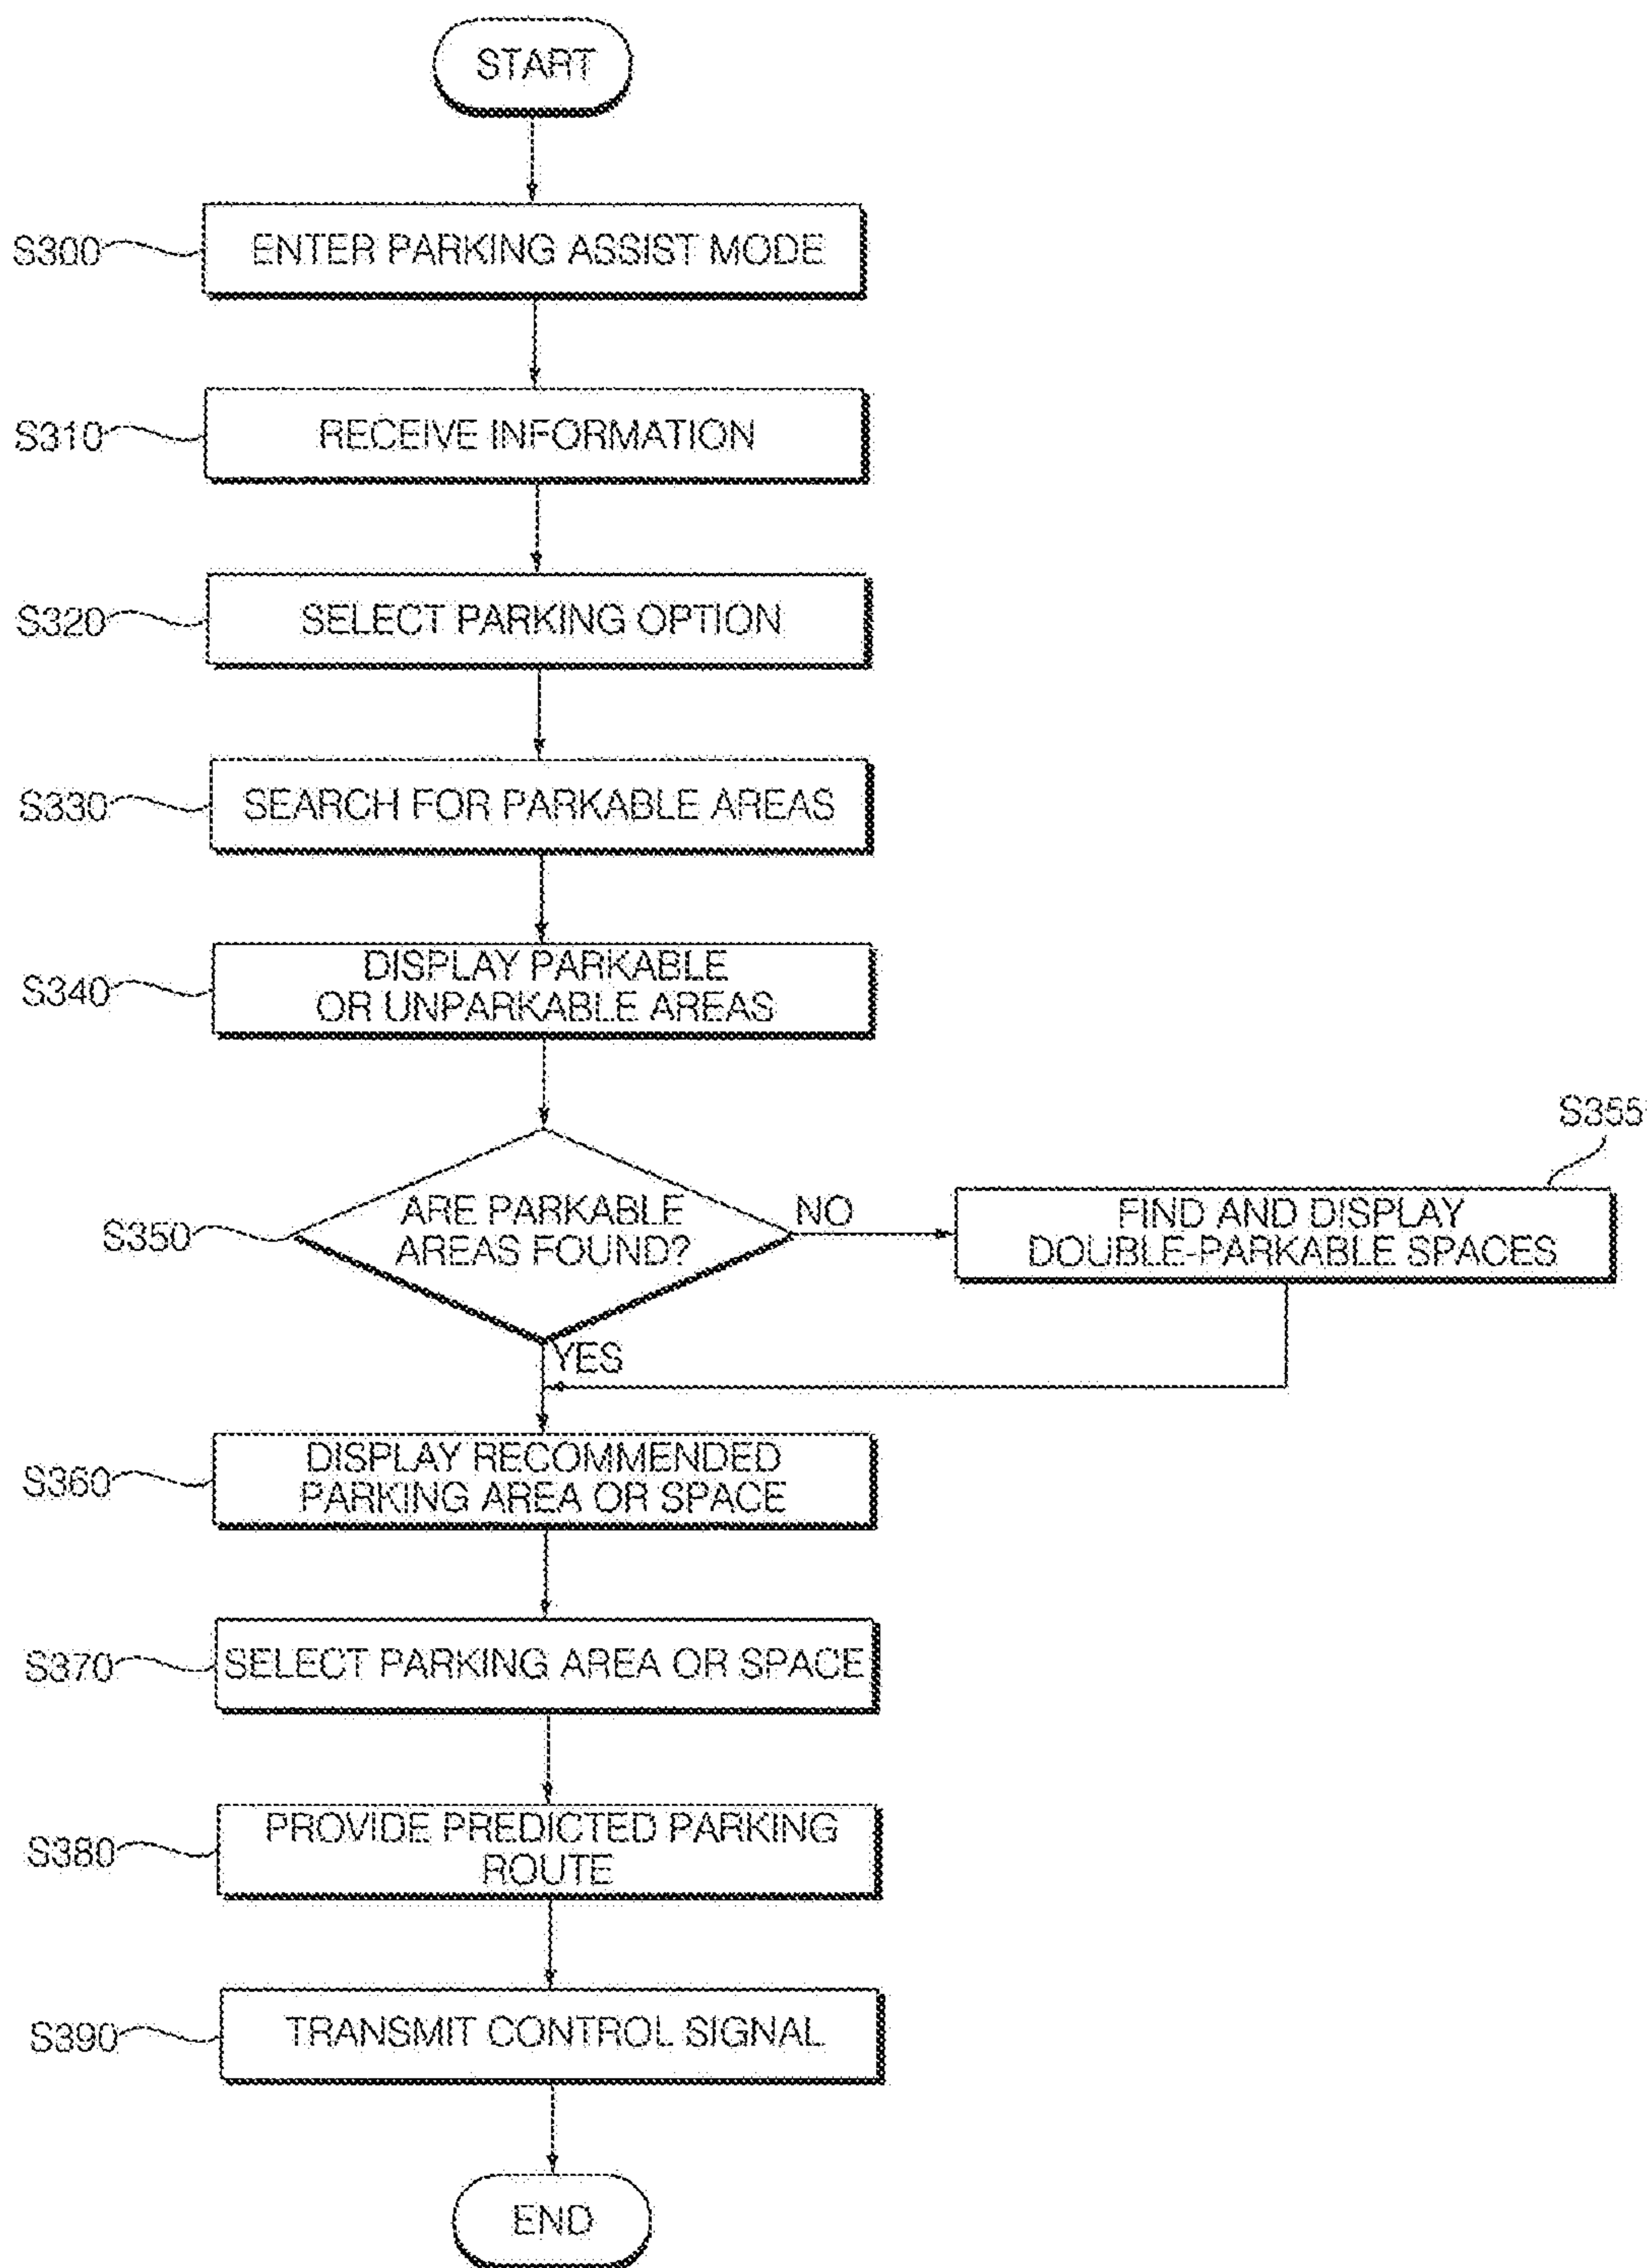 START
S300
ENTER PARKING ASSIST MODE
S310
RECEIVE INFORMATION
S320
SELECT PARKING OPTION
S330
SEARCH FOR PARKABLE AREAS
S340
DISPLAY PARKABLE
OR UNPARKABLE AREAS
S350
ARE PARKABLE
AREAS FOUND?
NO
S355
FIND AND DISPLAY
DOUBLE-PARKABLE SPACES
YES
S360
DISPLAY RECOMMENDED
PARKING AREA OR SPACE
S370
SELECT PARKING AREA OR SPACE
S380
PROVIDE PREDICTED PARKING
ROUTE
S390
TRANSMIT CONTROL SIGNAL
END